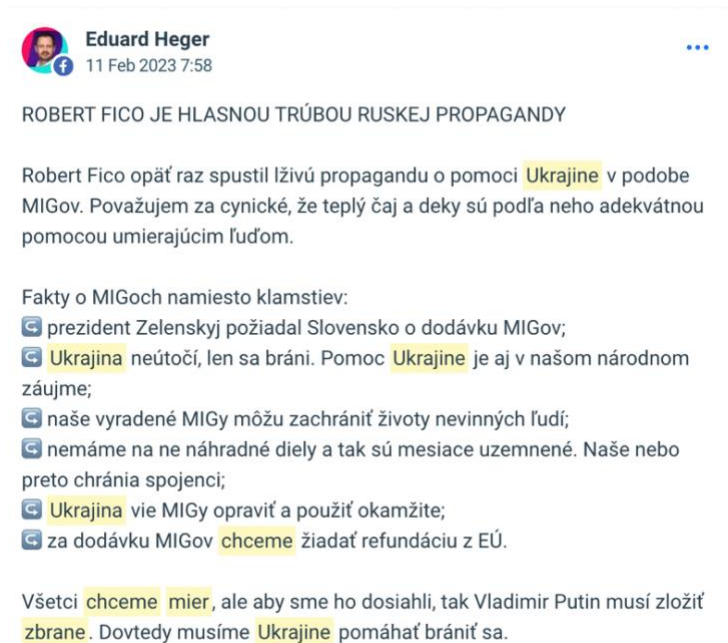 Eduard Heger
11 Feb 2023 7:58
ROBERT FICO JE HLASNOU TRÚBOU RUSKEJ PROPAGANDY
Robert Fico opäť raz spustil lživú propagandu o pomoci Ukrajine v podobe
MIGov. Považujem za cynické, že teplý čaj a deky sú podľa neho adekvátnou
pomocou umierajúcim ľuďom.
Fakty o MIGoch namiesto klamstiev:
prezident Zelenskyj požiadal Slovensko o dodávku MIGov;
Ukrajina neútočí, len sa bráni. Pomoc Ukrajine je aj v našom národnom
záujme;
naše vyradené MIGy môžu zachrániť životy nevinných ľudí;
nemáme na ne náhradné diely a tak sú mesiace uzemnené. Naše nebo
preto chránia spojenci;
Ukrajina vie MIGy opraviť a použiť okamžite;
za dodávku MIGov chceme žiadať refundáciu z EÚ.
Všetci chceme mier, ale aby sme ho dosiahli, tak Vladimir Putin musí zložiť
zbrane. Dovtedy musíme Ukrajine pomáhať brániť sa.